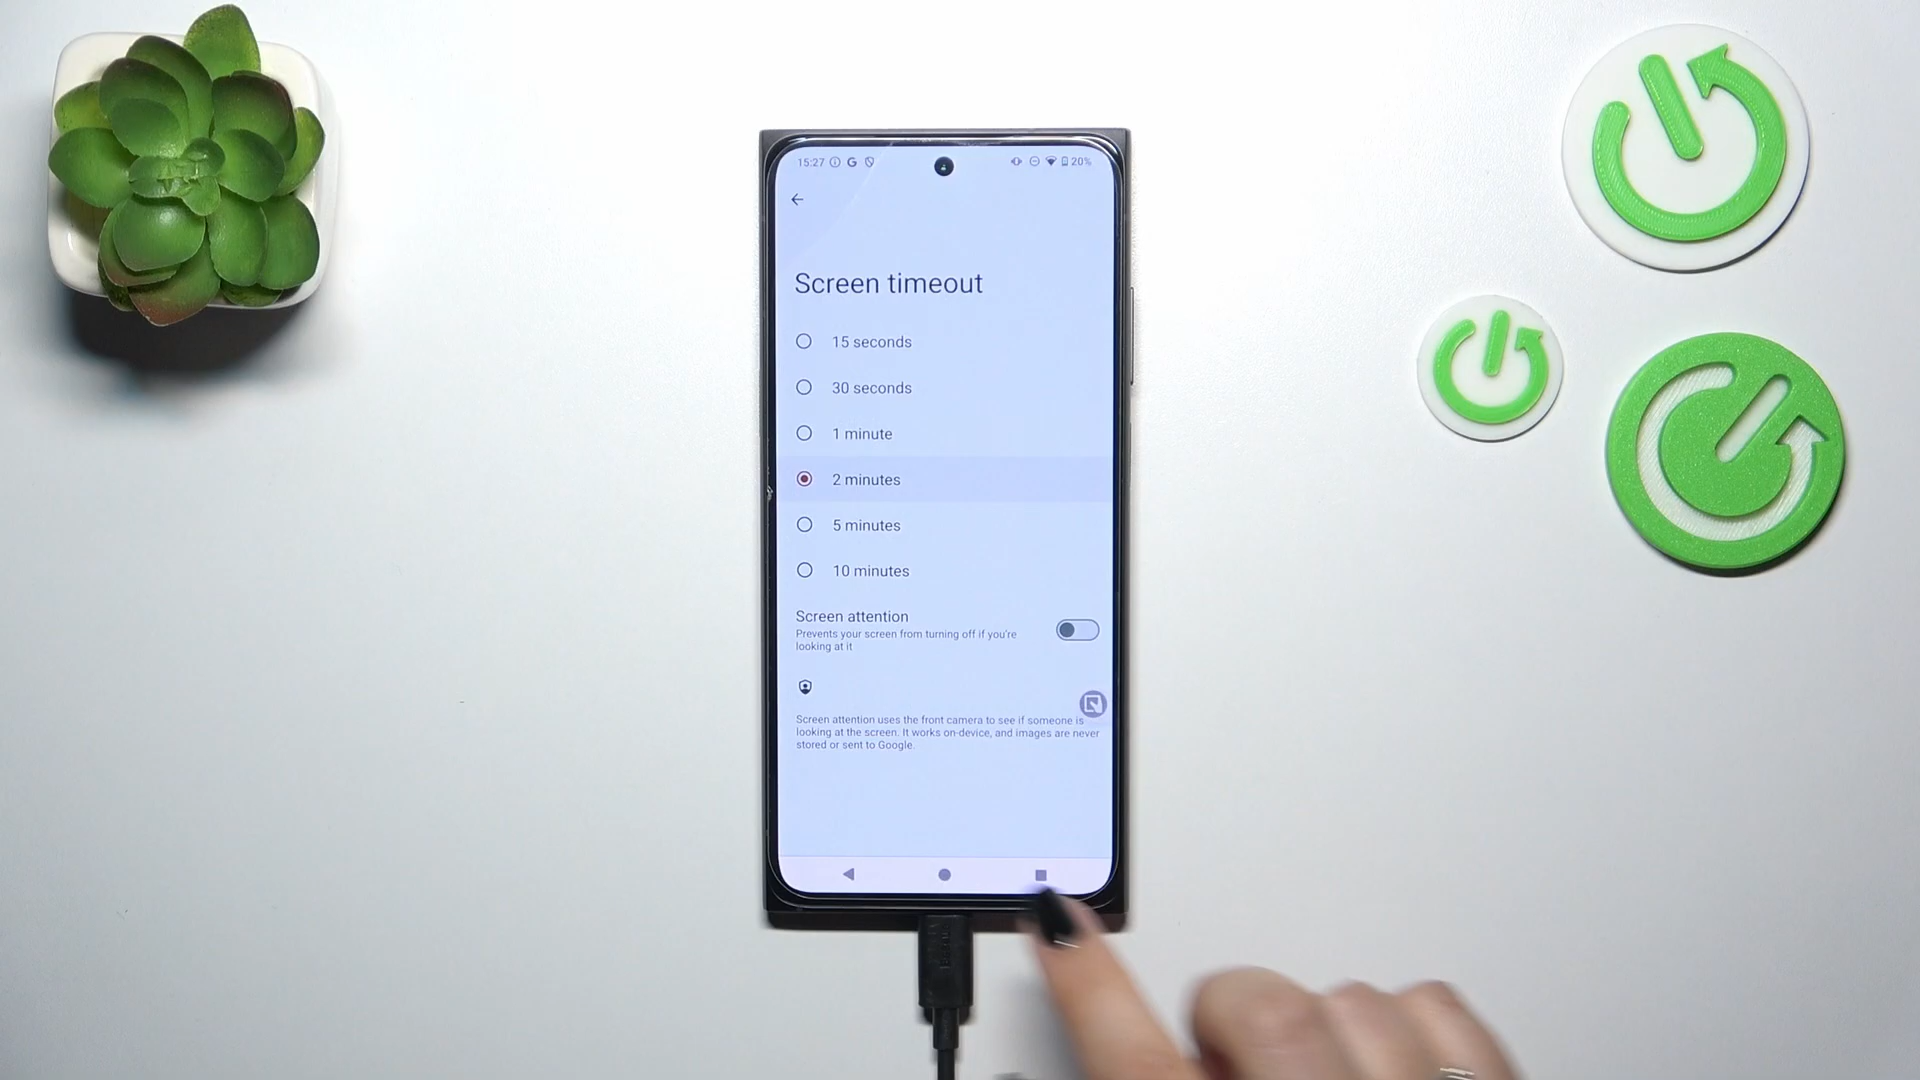 15:27
20%
Screen timeout
15 seconds
30 seconds
1 minute
2 minutes
5 minutes
10 minutes
Screen attention
Prevents your screen from turning off if you're
looking at it
Screen attention uses the front camera to see if someone is
looking at the screen. It works on-device, and images are never
stored or sent to Google.